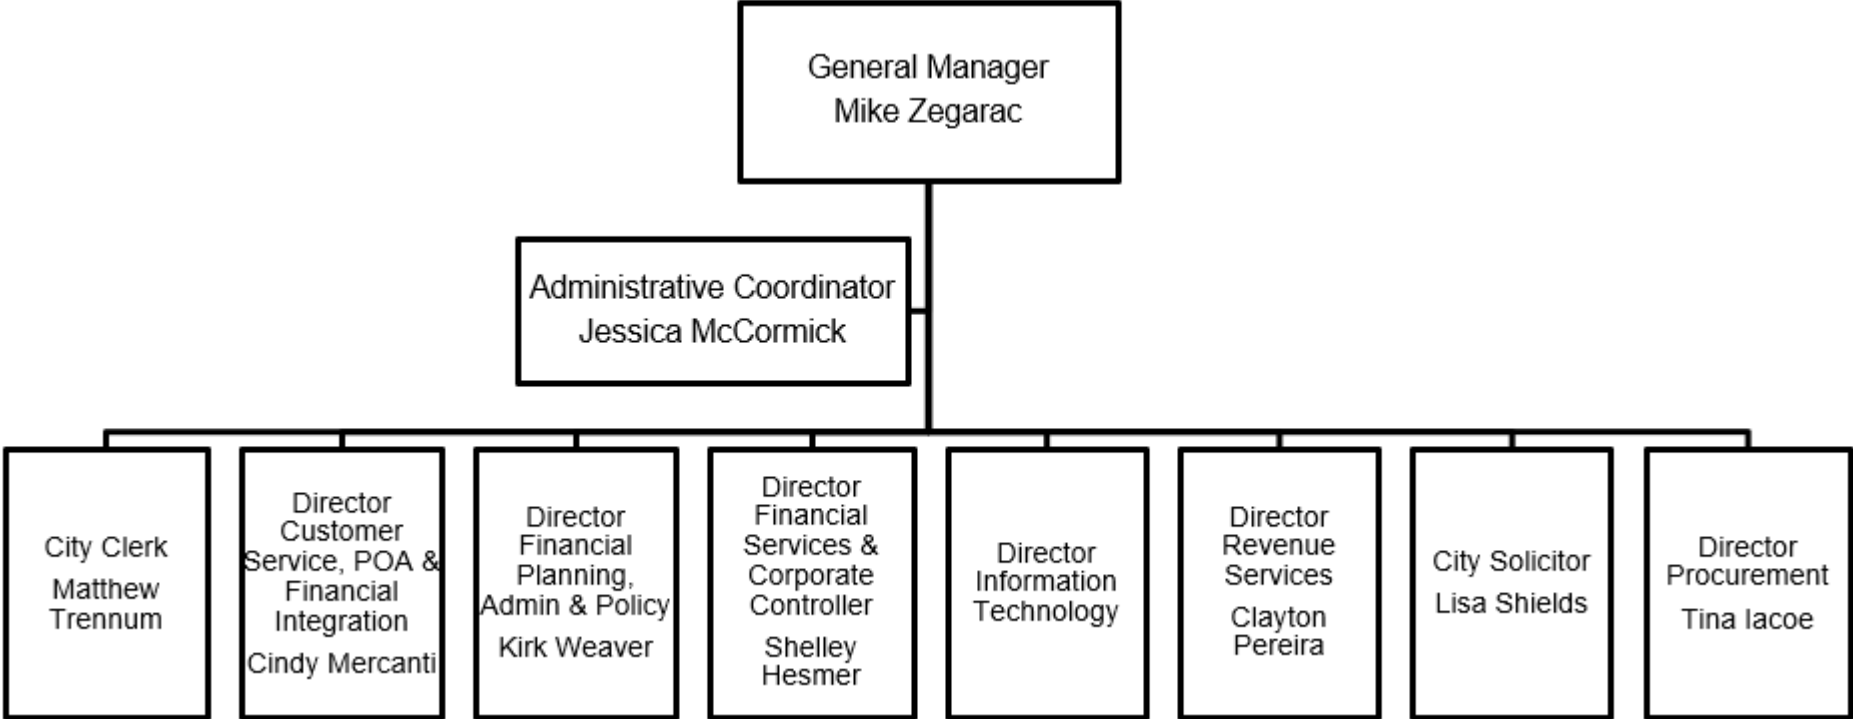 General Manager
Mike Zegarac
Administrative Coordinator
Jessica McCormick
City Clerk
Matthew
Trennum
Director
Customer
Service, POA &
Financial
Integration
Cindy Mercanti
Director
Financial
Planning,
Admin & Policy
Kirk Weaver
Director
Financial
Services &
Corporate
Controller
Shelley
Hesmer
Director
Information
Technology
Director
Revenue
Services
Clayton
Pereira
City Solicitor
Lisa Shields
Director
Procurement
Tina Iacoe